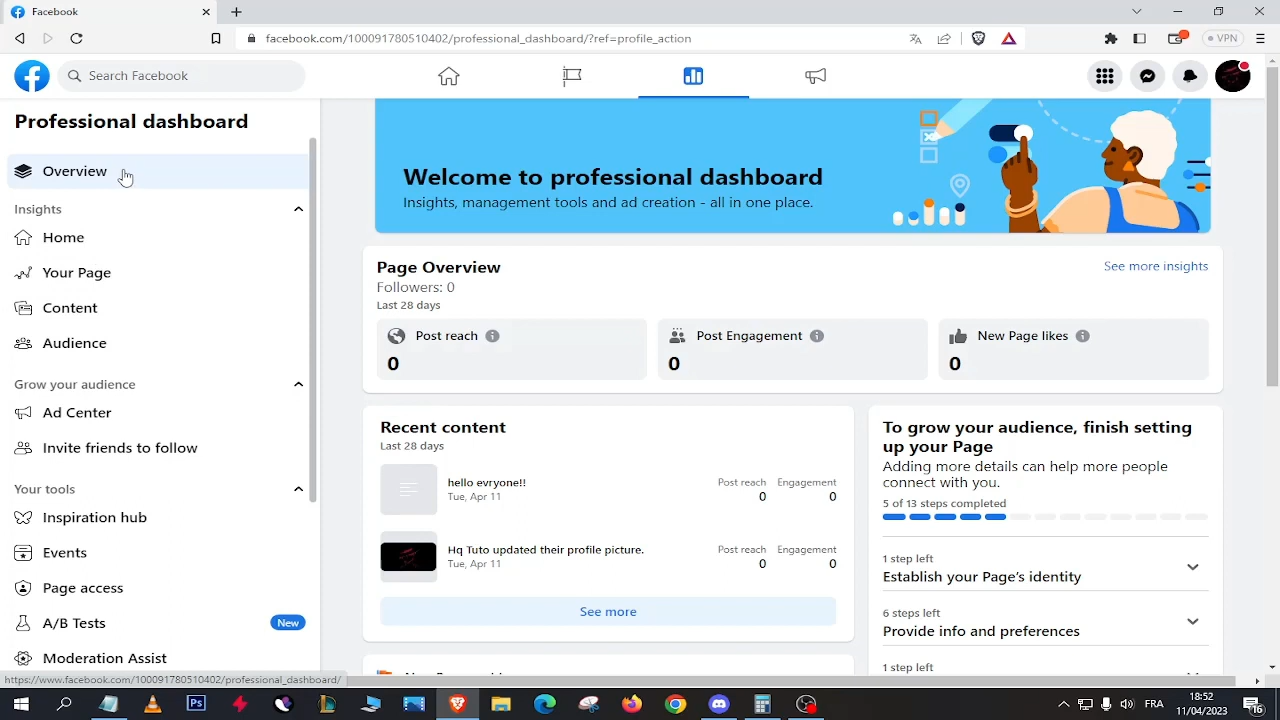 Facebook
facebook.com/100091780510402/professional_dashboard/?ref=profile_action
VPN
Search Facebook
Professional dashboard
Overview
Insights
Home
Your Page
Content
Audience
Grow your audience
Ad Center
Invite friends to follow
Your tools
Inspiration hub
Events
Page access
A/B Tests
New
Moderation Assist
https://www.facebook.com/100091780510402/professional_dashboard/
Welcome to professional dashboard
Insights, management tools and ad creation - all in one place.
Page Overview
See more insights
Followers: 0
Last 28 days
Post reach
0
Post Engagement
0
New Page likes
0
Recent content
Last 28 days
hello evryone!!
Tue, Apr 11
Post reach Engagement
0 0
Hq Tuto updated their profile picture.
Tue, Apr 11
Post reach Engagement
0 0
See more
To grow your audience, finish setting
up your Page
Adding more details can help more people
connect with you.
5 of 13 steps completed
1 step left
Establish your Page's identity
6 steps left
Provide info and preferences
1 step left
Ps
FRA
18:52
11/04/2023
6